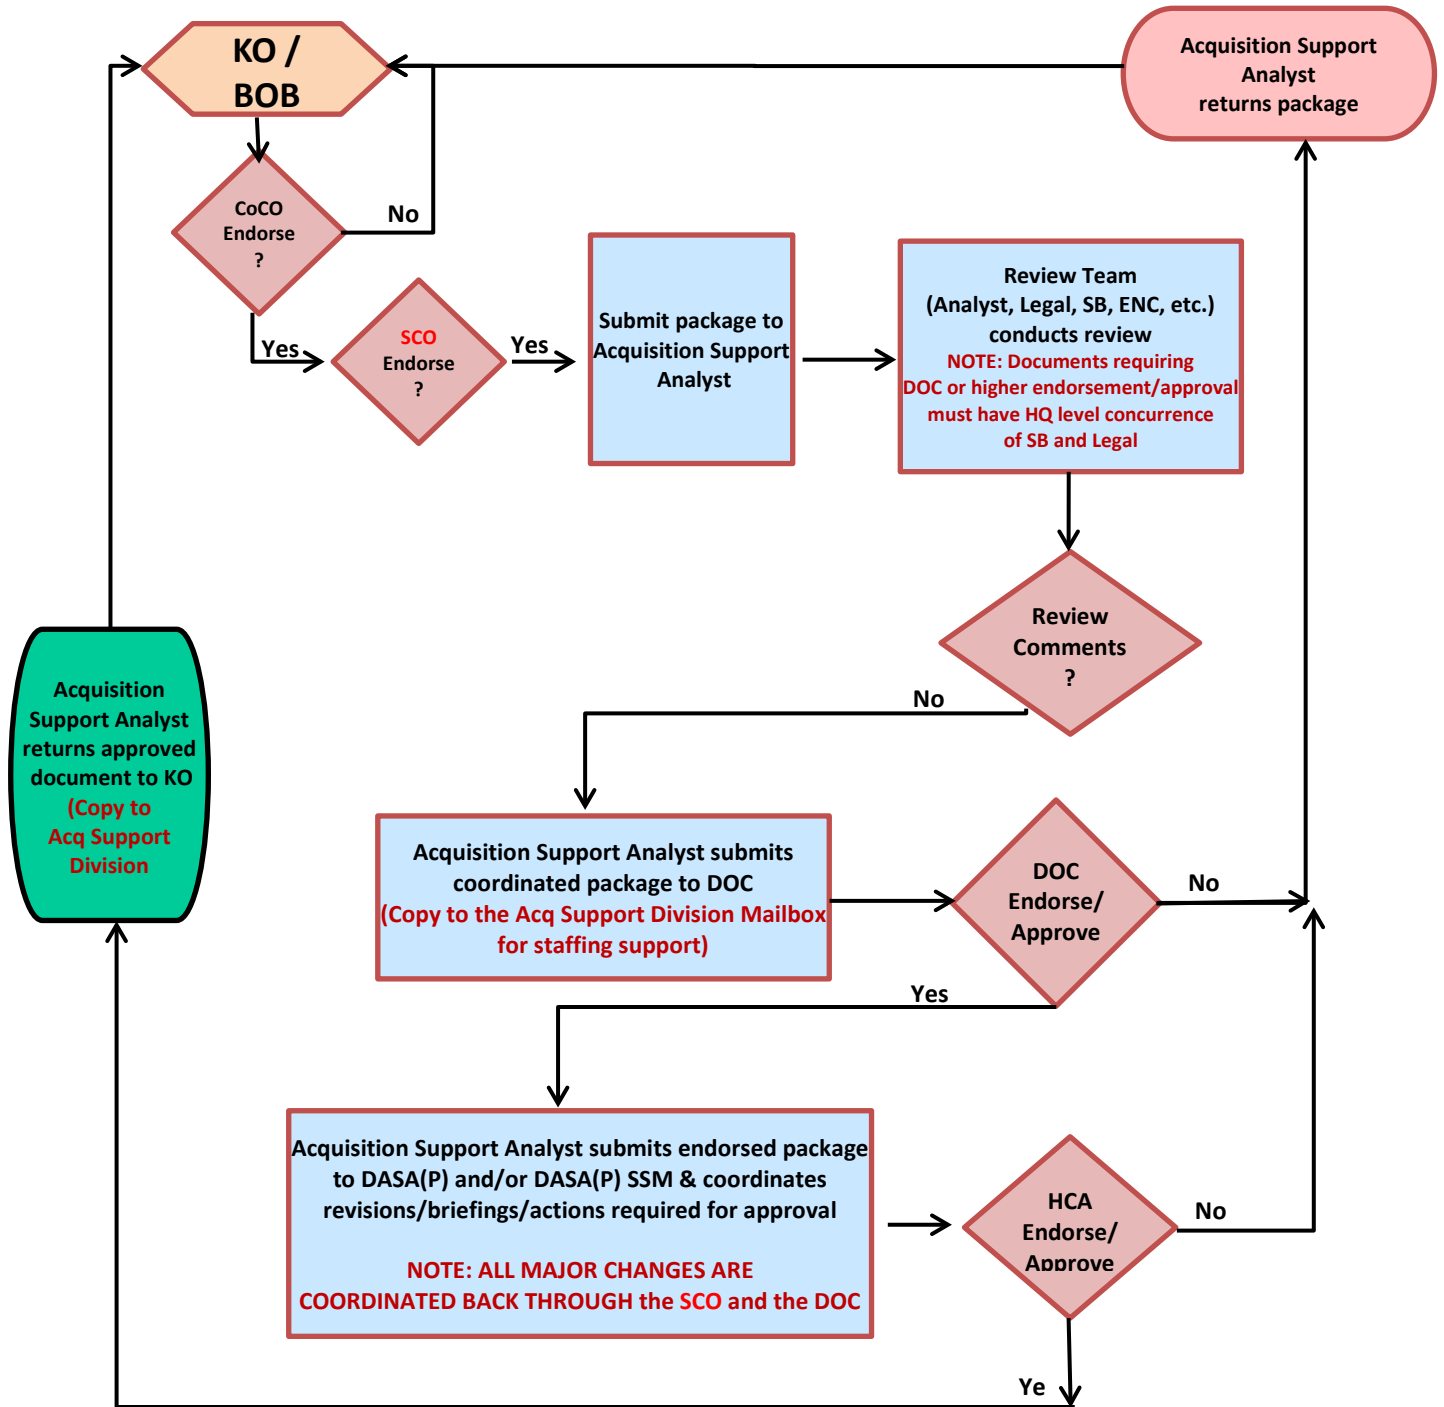 KO /
BOB
Acquisition Support
Analyst
returns package
CoCO
Endorse
?
No
Yes
SCO
Endorse
?
Yes
Submit package to
Acquisition Support
Analyst
Review Team
(Analyst, Legal, SB, ENC, etc.)
conducts review
NOTE: Documents requiring
DOC or higher endorsement/approval
must have HQ level concurrence
of SB and Legal
Review
Comments
?
No
Acquisition
Support Analyst
returns approved
document to KO
(Copy to
Acq Support
Division
Acquisition Support Analyst submits
coordinated package to DOC
(Copy to the Acq Support Division Mailbox
for staffing support)
DOC
Endorse/
Approve
No
Yes
Acquisition Support Analyst submits endorsed package
to DASA(P) and/or DASA(P) SSM & coordinates
revisions/briefings/actions required for approval
NOTE: ALL MAJOR CHANGES ARE
COORDINATED BACK THROUGH the SCO and the DOC
HCA
Endorse/
Approve
No
Ye